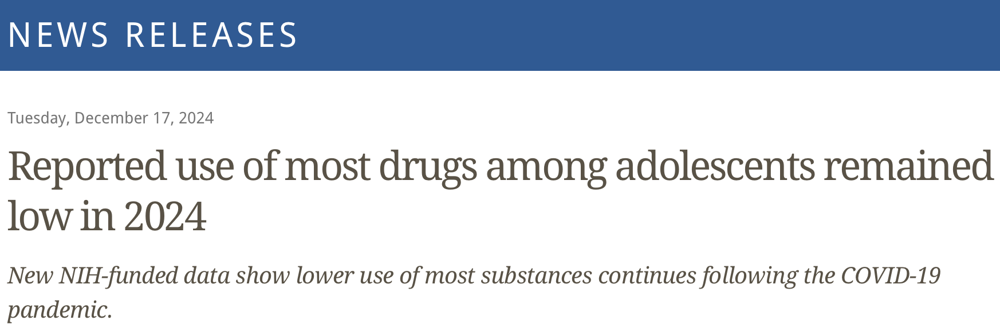 NEWS RELEASES
Tuesday, December 17, 2024
Reported use of most drugs among adolescents remained
low in 2024
New NIH-funded data show lower use of most substances continues following the COVID-19
pandemic.